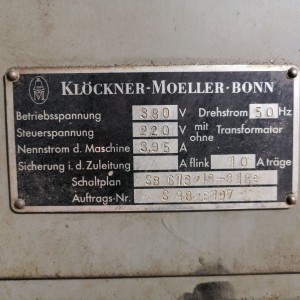 KLÖCKNER-MOELLER·BONN
Betriebsspannung 380 V Drehstrom 50 Hz
Steuerspannung 220 V mit ohne Transformator
Nennstrom d. Maschine 3,95 A
Sicherung i. d. Zuleitung A flink 10 A träge
Schaltplan
Auftrags-Nr.